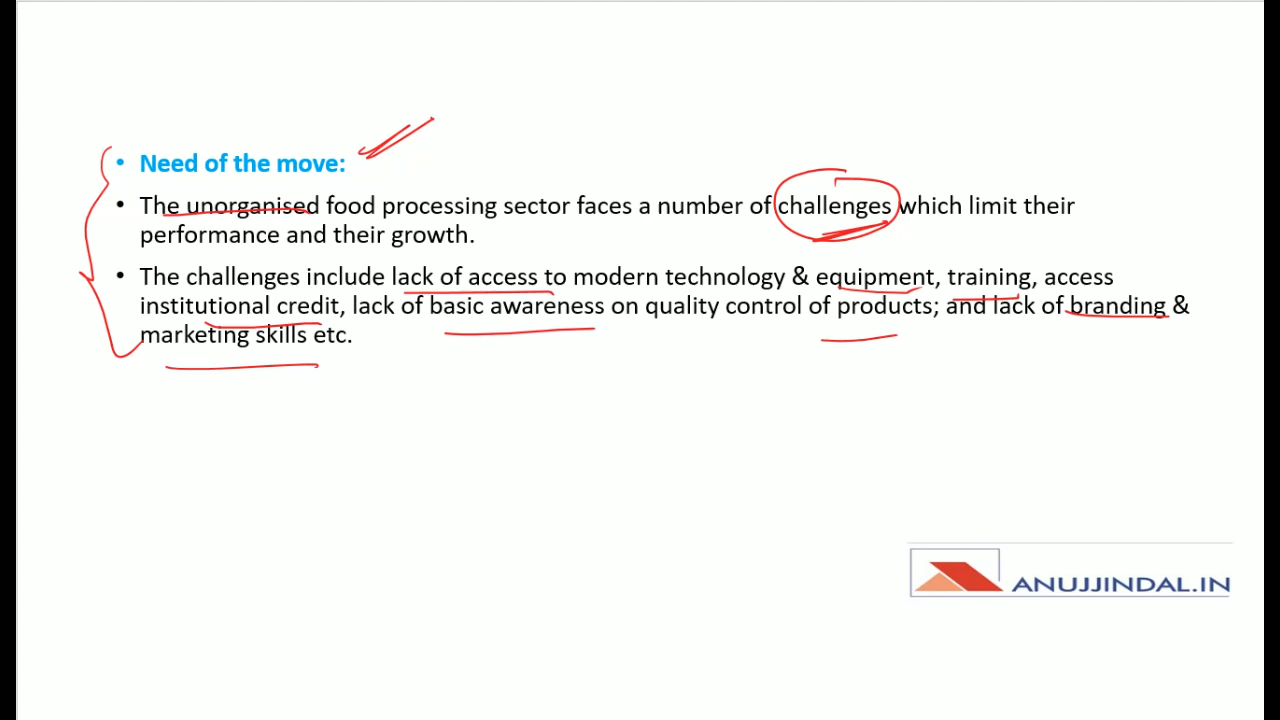 • Need of the move:
• The unorganised food processing sector faces a number of challenges which limit their
performance and their growth.
• The challenges include lack of access to modern technology & equipment, training, access
institutional credit, lack of basic awareness on quality control of products; and lack of branding &
marketing skills etc.
ANUJJINDAL.IN